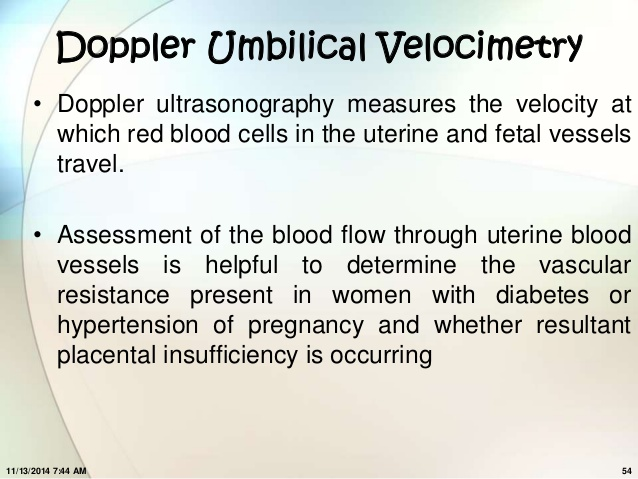 Doppler Umbilical Velocimetry
• Doppler ultrasonography measures the velocity at
which red blood cells in the uterine and fetal vessels
travel.
• Assessment of the blood flow through uterine blood
vessels is helpful to determine the vascular
resistance present in women with diabetes or
hypertension of pregnancy and whether resultant
placental insufficiency is occurring
11/13/2014 7:44 AM 54